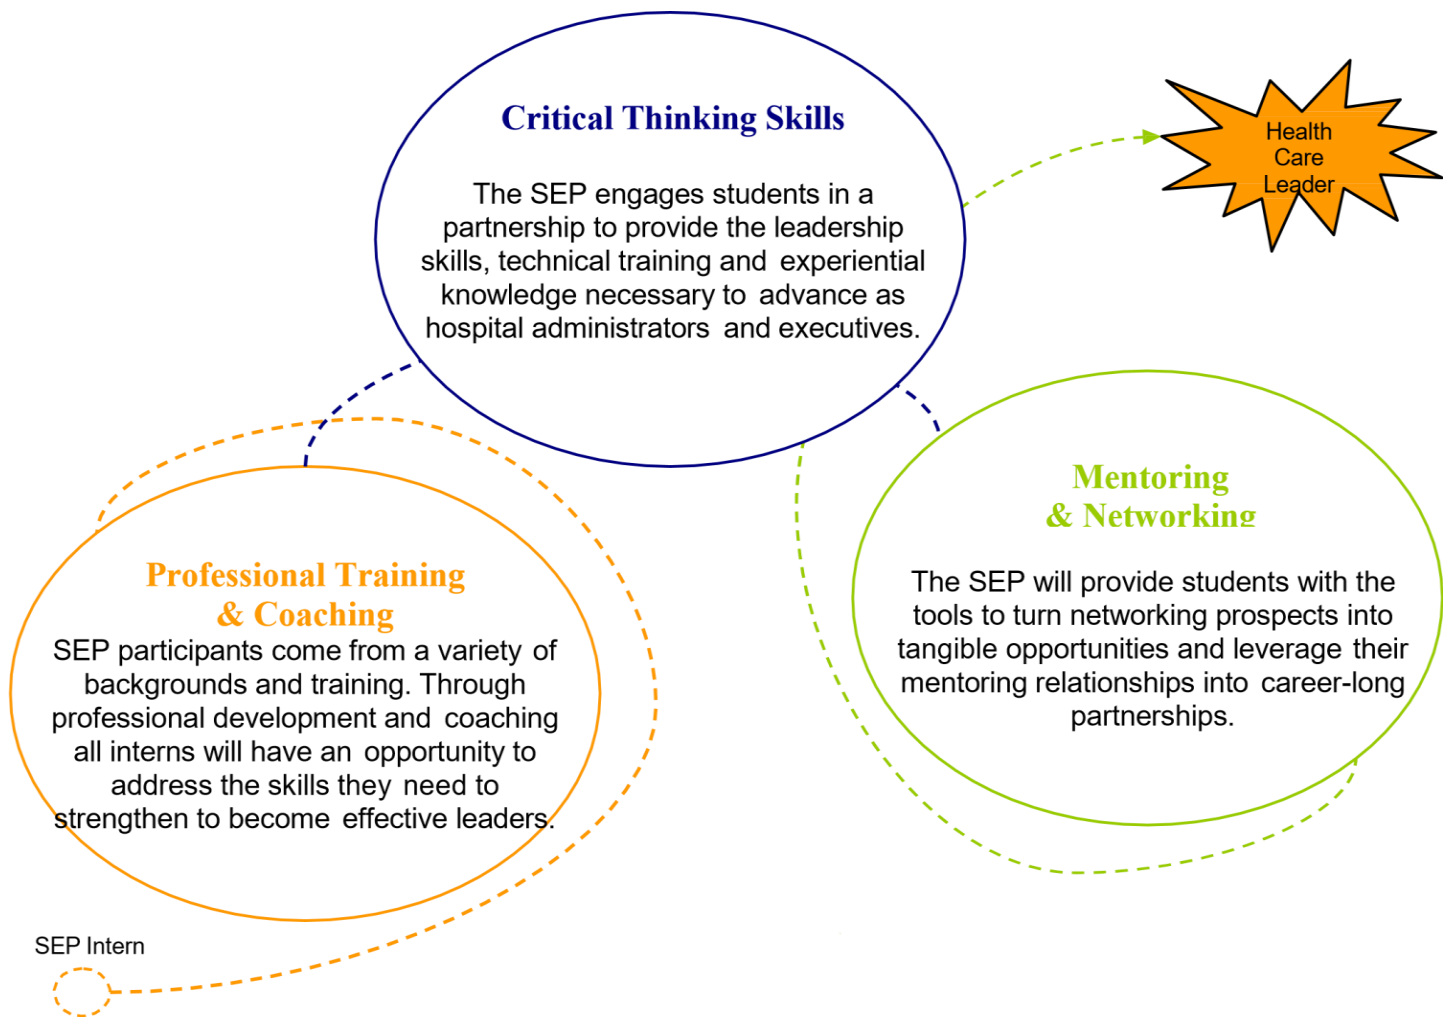 Critical Thinking Skills
The SEP engages students in a
partnership to provide the leadership
skills, technical training and experiential
knowledge necessary to advance as
hospital administrators and executives.
Health
Care
Leader
Professional Training
& Coaching
SEP participants come from a variety of
backgrounds and training. Through
professional development and coaching
all interns will have an opportunity to
address the skills they need to
strengthen to become effective leaders.
Mentoring
& Networking
The SEP will provide students with the
tools to turn networking prospects into
tangible opportunities and leverage their
mentoring relationships into career-long
partnerships.
SEP Intern